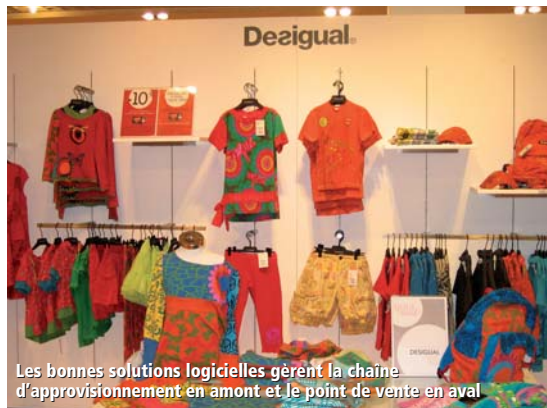 Desigual.
-10
DESIGUAL
Les bonnes solutions logicielles gèrent la chaîne
d'approvisionnement en amont et le point de vente en aval